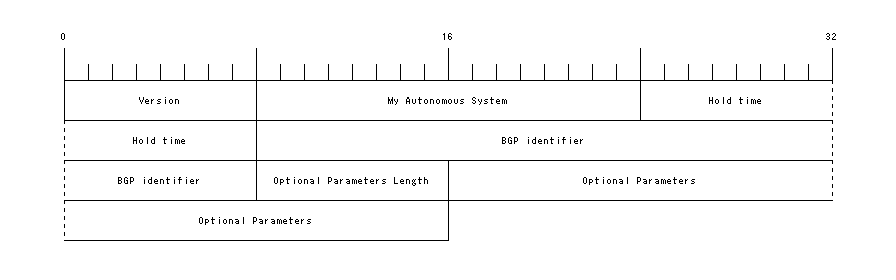 0 16 32
Version My Autonomous System Hold time
Hold time BGP identifier
BGP identifier Optional Parameters Length Optional Parameters
Optional Parameters